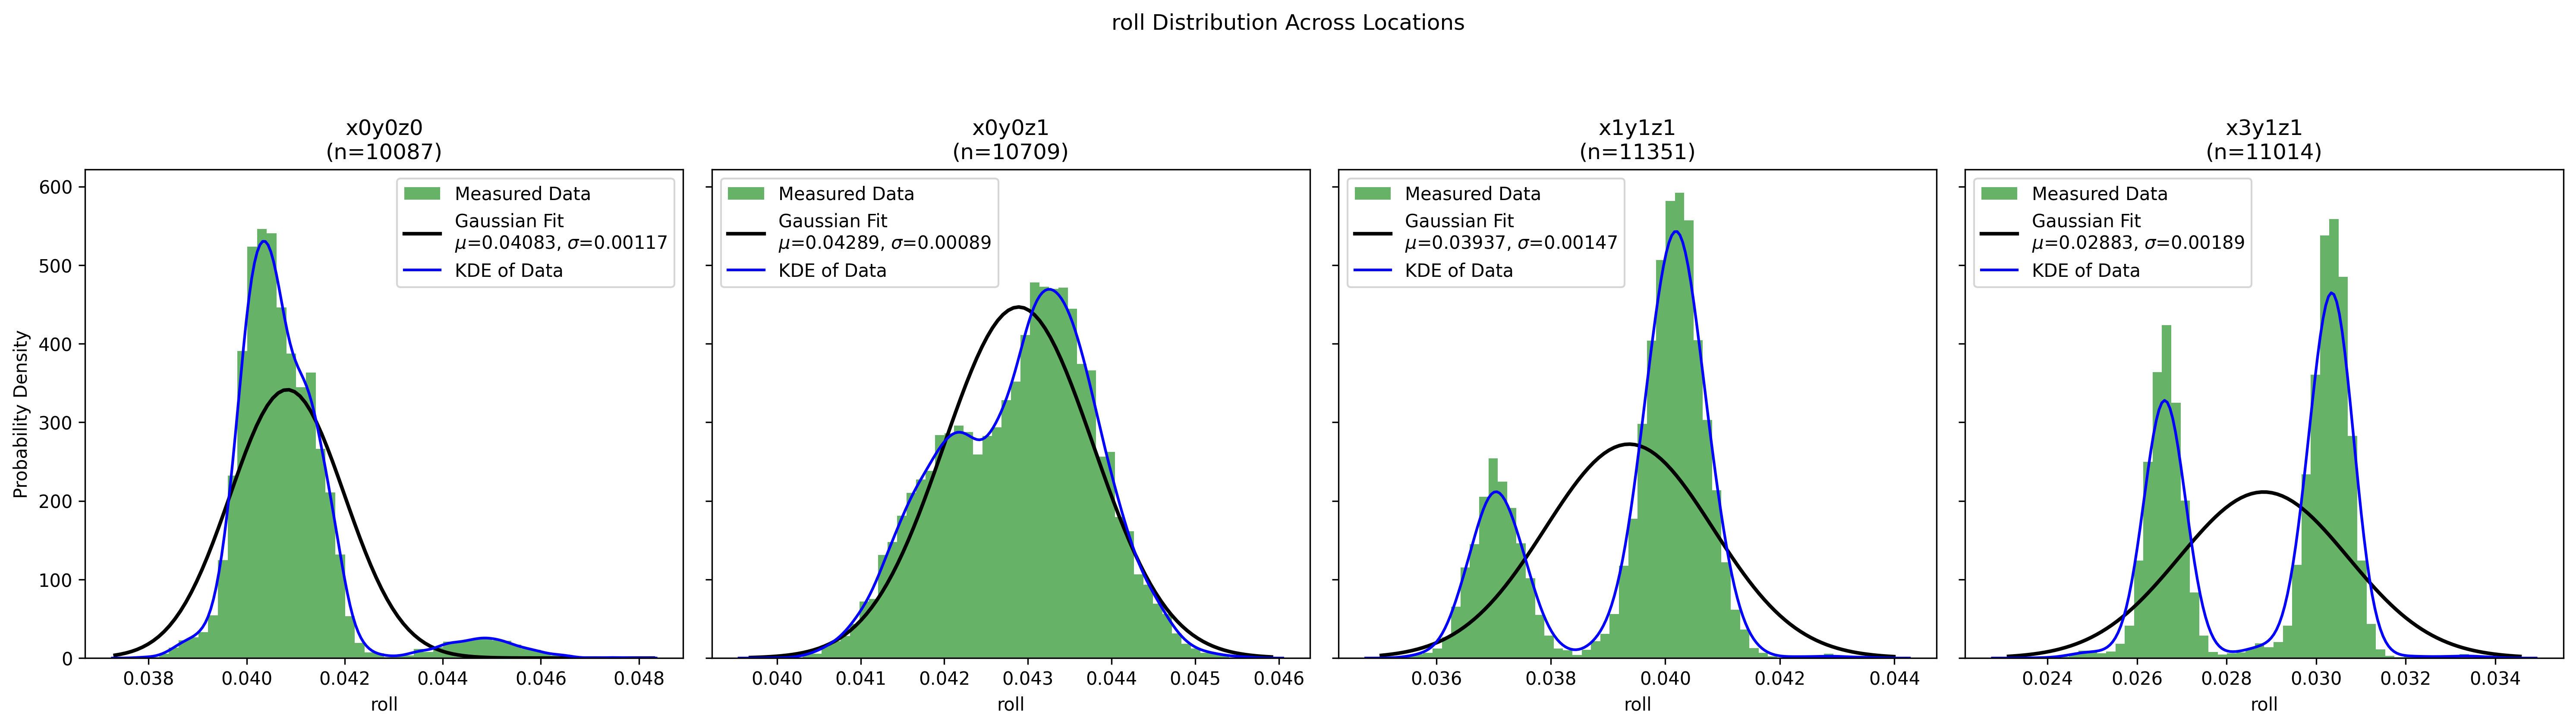 roll Distribution Across Locations
x0y0z0
(n=10087)
Measured Data
Gaussian Fit
μ=0.04083, σ=0.00117
KDE of Data
600
500
400
300
200
100
0
Probability Density
0.038 0.040 0.042 0.044 0.046 0.048
roll
x0y0z1
(n=10709)
Measured Data
Gaussian Fit
μ=0.04289, σ=0.00089
KDE of Data
0.040 0.041 0.042 0.043 0.044 0.045 0.046
roll
x1y1z1
(n=11351)
Measured Data
Gaussian Fit
μ=0.03937, σ=0.00147
KDE of Data
0.036 0.038 0.040 0.042 0.044
roll
x3y1z1
(n=11014)
Measured Data
Gaussian Fit
μ=0.02883, σ=0.00189
KDE of Data
0.024 0.026 0.028 0.030 0.032 0.034
roll